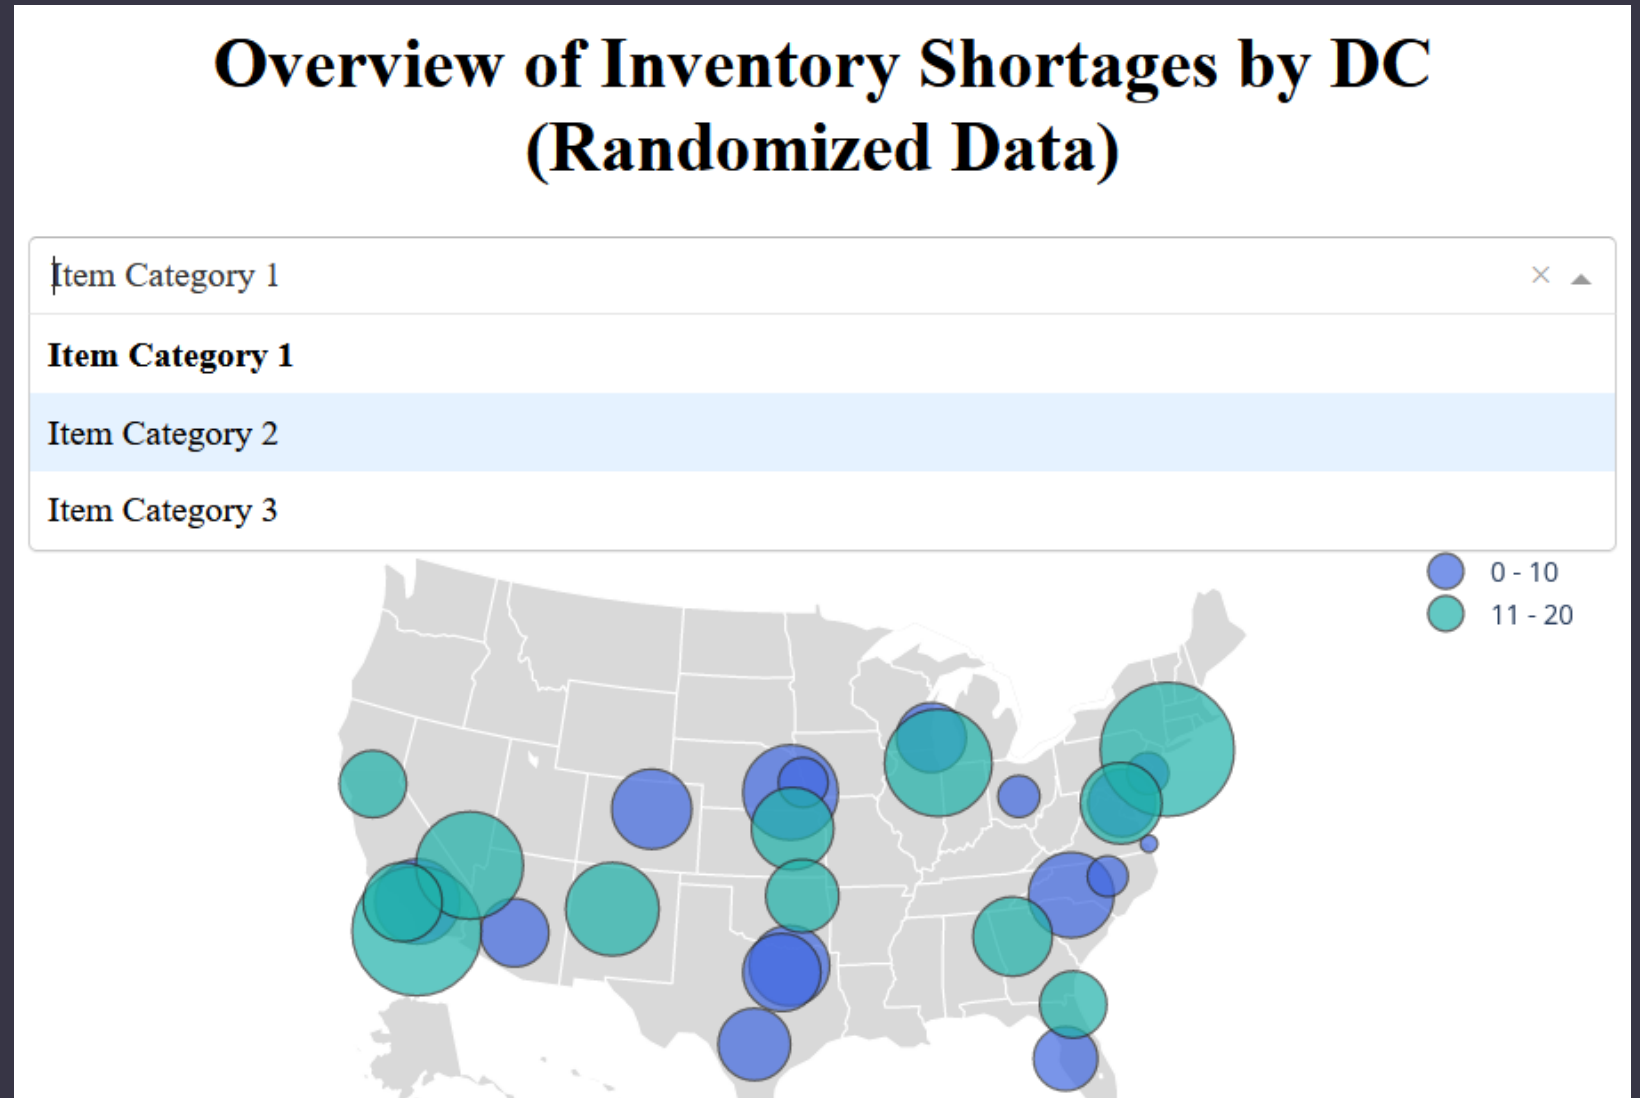 Overview of Inventory Shortages by DC
(Randomized Data)
Item Category 1
Item Category 1
Item Category 2
Item Category 3
0 - 10
11 - 20